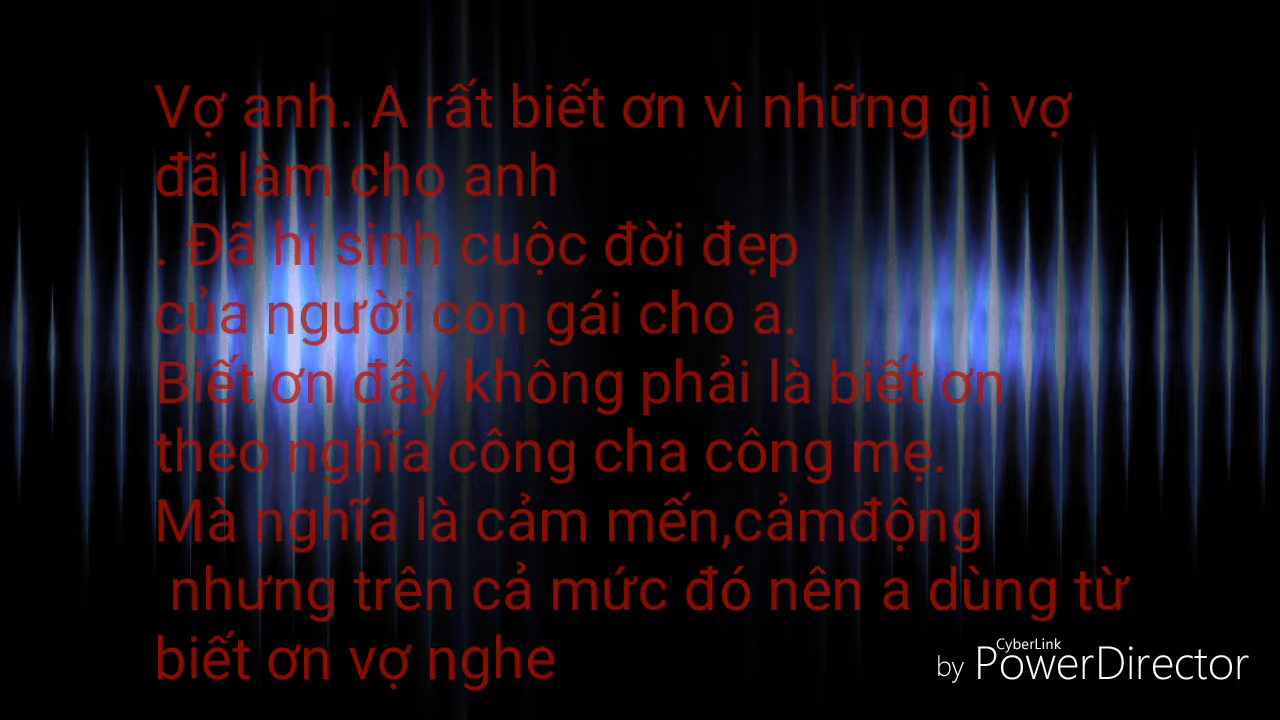 Vợ anh. A rất biết ơn vì những gì vợ
đã làm cho anh
. Đã hi sinh cuộc đời đẹp
của người con gái cho a.
Biết ơn đây không phải là biết ơn
theo nghĩa công cha công mẹ.
Mà nghĩa là cảm mến,cảmđộng
nhưng trên cả mức đó nên a dùng từ
biết ơn vợ nghe
by CyberLink PowerDirector